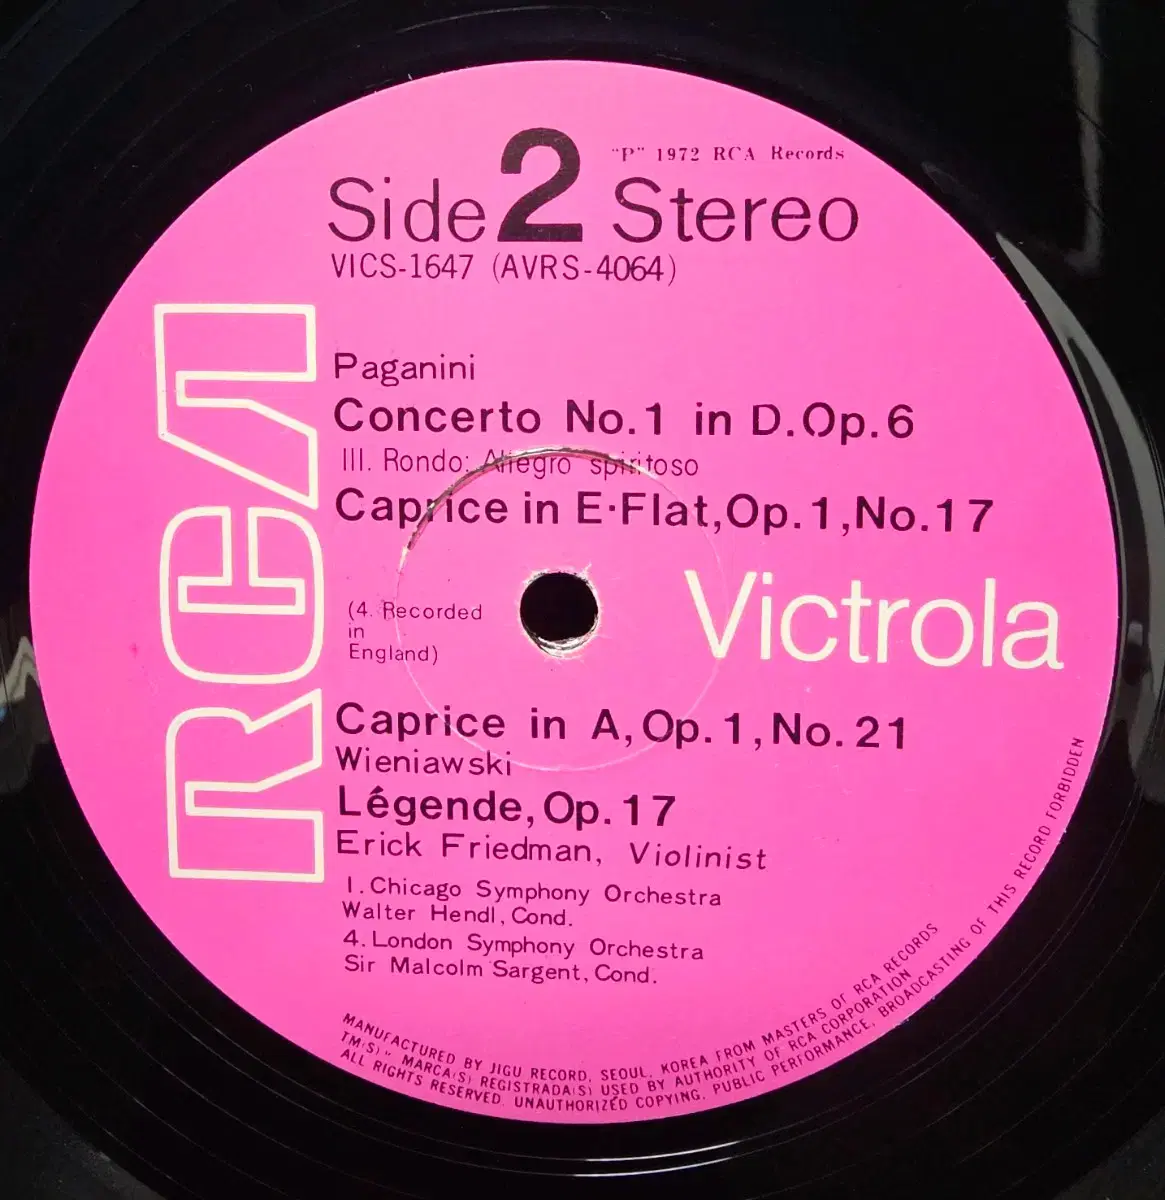 "P" 1972 RCA Records
Side 2 Stereo
VICS-1647 (AVRS-4064)
RCA
Paganini
Concerto No.1 in D.Op.6
III. Rondo: Allegro spiritoso
Caprice in E·Flat,Op.1,No.17
Victrola
(4. Recorded
in
England)
Caprice in A,Op.1,No.21
Wieniawski
Légende,Op.17
Erick Friedman, Violinist
1.Chicago Symphony Orchestra
Walter Hendl,Cond.
4.London Symphony Orchestra
Sir Malcolm Sargent,Cond.
MANUFACTURED BY JIGU RECORD, SEOUL, KOREA FROM MASTERS OF RCA RECORDS
TM(S)" MARCA(S) REGISTRADA(S) USED BY AUTHORITY OF RCA CORPORATION
ALL RIGHTS RESERVED. UNAUTHORIZED COPYING, PUBLIC PERFORMANCE, BROADCASTING OF THIS RECORD FORBIDDEN